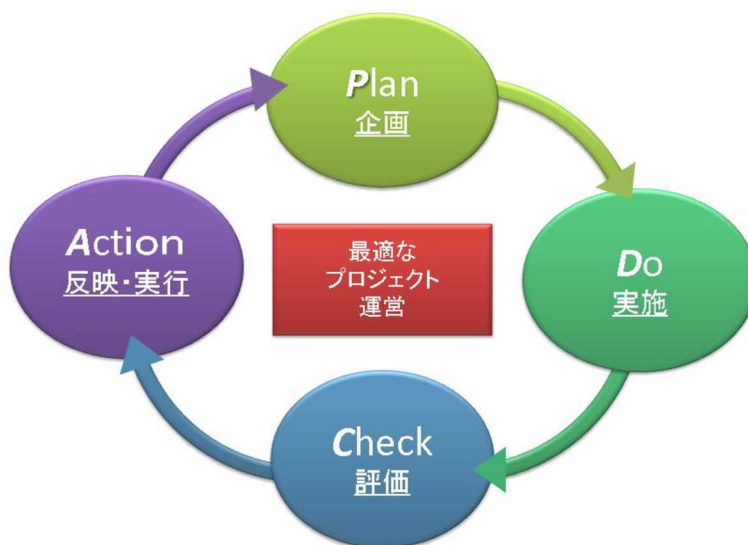 Plan
企画
Do
実施
Check
評価
Action
反映・実行
最適な
プロジェクト
運営